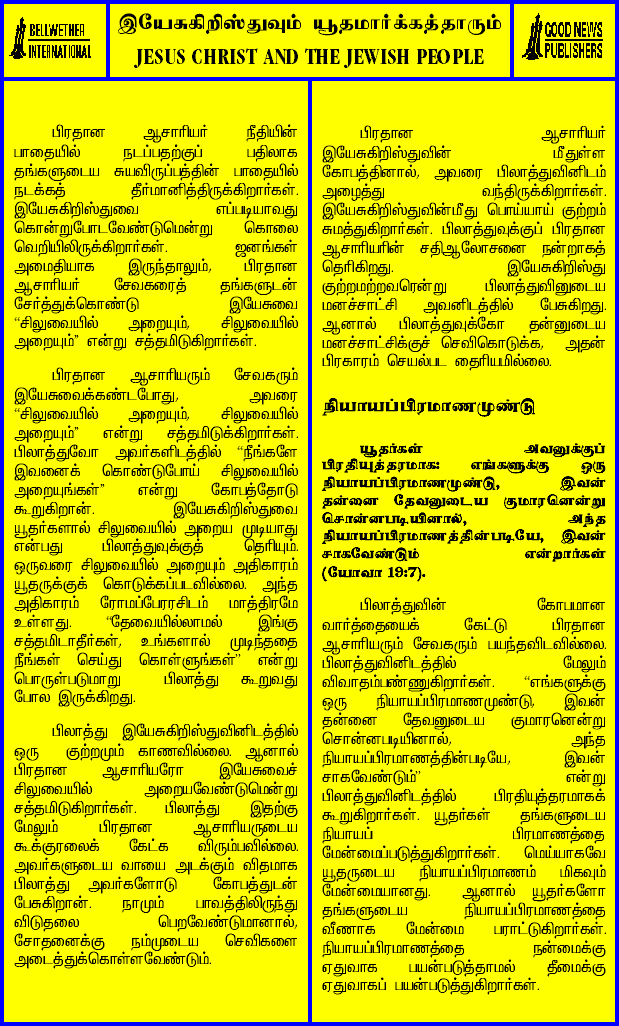 BELLWETHER
INTERNATIONAL
இயேசுகிறிஸ்துவும் யூதமார்க்கத்தாரும்
JESUS CHRIST AND THE JEWISH PEOPLE
GOOD NEWS
PUBLISHERS
பிரதான ஆசாரியர் நீதியின்
பாதையில் நடப்பதற்குப் பதிலாக
தங்களுடைய சுயவிருப்பத்தின் பாதையில்
நடக்கத் தீர்மானித்திருக்கிறார்கள்.
இயேசுகிறிஸ்துவை எப்படியாவது
கொன்றுபோடவேண்டுமென்று கொலை
வெறியிலிருக்கிறார்கள். ஜனங்கள்
அமைதியாக இருந்தாலும், பிரதான
ஆசாரியர் சேவகரைத் தங்களுடன்
சேர்த்துக்கொண்டு இயேசுவை
“சிலுவையில் அறையும், சிலுவையில்
அறையும்” என்று சத்தமிடுகிறார்கள்.
பிரதான ஆசாரியரும் சேவகரும்
இயேசுவைக்கண்டபோது, அவரை
“சிலுவையில் அறையும், சிலுவையில்
அறையும்” என்று சத்தமிடுக்கிறார்கள்.
பிலாத்துவோ அவர்களிடத்தில் “நீங்களே
இவனைக் கொண்டுபோய் சிலுவையில்
அறையுங்கள்” என்று கோபத்தோடு
கூறுகிறான். இயேசுகிறிஸ்துவை
யூதர்களால் சிலுவையில் அறைய முடியாது
என்பது பிலாத்துவுக்குத் தெரியும்.
ஒருவரை சிலுவையில் அறையும் அதிகாரம்
யூதருக்குக் கொடுக்கப்படவில்லை. அந்த
அதிகாரம் ரோமப்பேரரசிடம் மாத்திரமே
உள்ளது. “தேவையில்லாமல் இங்கு
சத்தமிடாதீர்கள், உங்களால் முடிந்ததை
நீங்கள் செய்து கொள்ளுங்கள்” என்று
பொருள்படுமாறு பிலாத்து கூறுவது
போல இருக்கிறது.
பிலாத்து இயேசுகிறிஸ்துவினிடத்தில்
ஒரு குற்றமும் காணவில்லை. ஆனால்
பிரதான ஆசாரியரோ இயேசுவைச்
சிலுவையில் அறையவேண்டுமென்று
சத்தமிடுகிறார்கள். பிலாத்து இதற்கு
மேலும் பிரதான ஆசாரியருடைய
கூக்குரலைக் கேட்க விரும்பவில்லை.
அவர்களுடைய வாயை அடக்கும் விதமாக
பிலாத்து அவர்களோடு கோபத்துடன்
பேசுகிறான். நாமும் பாவத்திலிருந்து
விடுதலை பெறவேண்டுமானால்,
சோதனைக்கு நம்முடைய செவிகளை
அடைத்துக்கொள்ளவேண்டும்.
பிரதான ஆசாரியர்
இயேசுகிறிஸ்துவின் மீதுள்ள
கோபத்தினால், அவரை பிலாத்துவினிடம்
அழைத்து வந்திருக்கிறார்கள்.
இயேசுகிறிஸ்துவின்மீது பொய்யாய் குற்றம்
சுமத்துகிறார்கள். பிலாத்துவுக்குப் பிரதான
ஆசாரியரின் சதிஆலோசனை நன்றாகத்
தெரிகிறது. இயேசுகிறிஸ்து
குற்றமற்றவரென்று பிலாத்துவினுடைய
மனச்சாட்சி அவனிடத்தில் பேசுகிறது.
ஆனால் பிலாத்துவுக்கோ தன்னுடைய
மனச்சாட்சிக்குச் செவிகொடுக்க, அதன்
பிரகாரம் செயல்பட தைரியமில்லை.
நியாயப்பிரமாணமுண்டு
யூதர்கள் அவனுக்குப்
பிரதியுத்தரமாக: எங்களுக்கு ஒரு
நியாயப்பிரமாணமுண்டு, இவன்
தன்னை தேவனுடைய குமாரனென்று
சொன்னபடியினால், அந்த
நியாயப்பிரமாணத்தின்படியே, இவன்
சாகவேண்டும் என்றார்கள்
(யோவா 19:7).
பிலாத்துவின் கோபமான
வார்த்தையைக் கேட்டு பிரதான
ஆசாரியரும் சேவகரும் பயந்துவிடவில்லை.
பிலாத்துவினிடத்தில் மேலும்
விவாதம்பண்ணுகிறார்கள். “எங்களுக்கு
ஒரு நியாயப்பிரமாணமுண்டு, இவன்
தன்னை தேவனுடைய குமாரனென்று
சொன்னபடியினால், அந்த
நியாயப்பிரமாணத்தின்படியே, இவன்
சாகவேண்டும்” என்று
பிலாத்துவினிடத்தில் பிரதியுத்தரமாகக்
கூறுகிறார்கள். யூதர்கள் தங்களுடைய
நியாயப் பிரமாணத்தை
மேன்மைப்படுத்துகிறார்கள். மெய்யாகவே
யூதருடைய நியாயப்பிரமாணம் மிகவும்
மேன்மையானது. ஆனால் யூதர்களோ
தங்களுடைய நியாயப்பிரமாணத்தை
வீணாக மேன்மை பாராட்டுகிறார்கள்.
நியாயப்பிரமாணத்தை நன்மைக்கு
ஏதுவாக பயன்படுத்தாமல் தீமைக்கு
ஏதுவாகப் பயன்படுத்துகிறார்கள்.